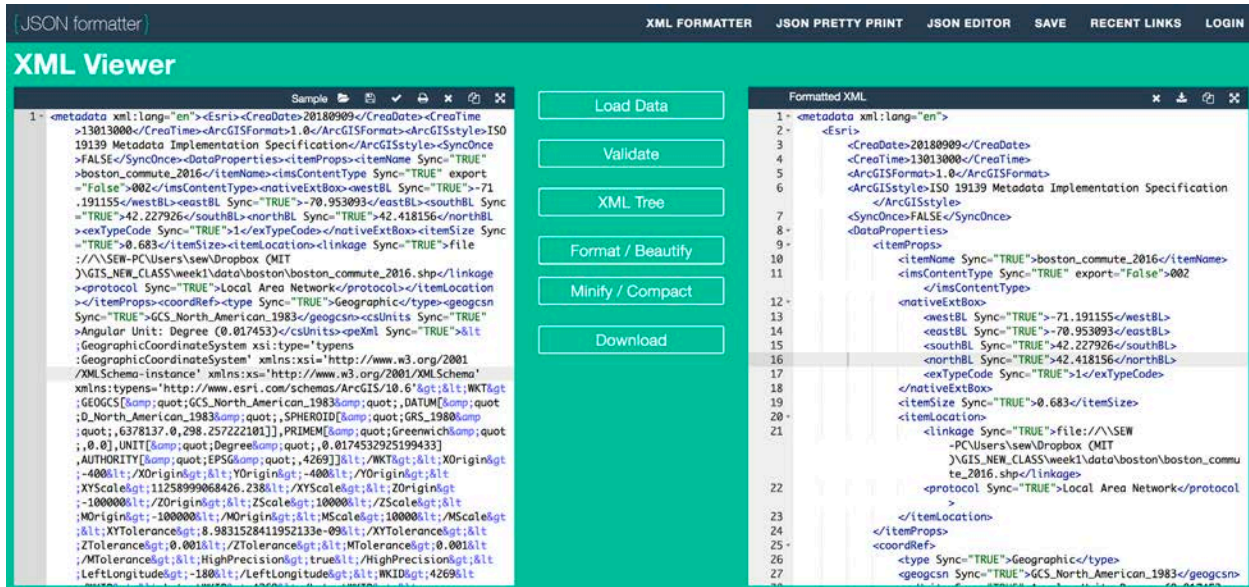 {JSON formatter}
XML FORMATTER JSON PRETTY PRINT JSON EDITOR SAVE RECENT LINKS LOGIN
XML Viewer
Sample
1 <metadata xml:lang="en"><Esri><CreaDate>20180909</CreaDate><CreaTime
>13013000</CreaTime><ArcGISFormat>1.0</ArcGISFormat><ArcGISstyle>ISO
19139 Metadata Implementation Specification</ArcGISstyle><SyncOnce
>FALSE</SyncOnce><DataProperties><itemProps><itemName Sync="TRUE"
>boston_commute_2016</itemName><imsContentType Sync="TRUE" export
="False">002</imsContentType><nativeExtBox><westBL Sync="TRUE">-71
.191155</westBL><eastBL Sync="TRUE">-70.953093</eastBL><southBL Sync
="TRUE">42.227926</southBL><northBL Sync="TRUE">42.418156</northBL
><exTypeCode Sync="TRUE">1</exTypeCode></nativeExtBox><itemSize Sync
="TRUE">0.683</itemSize><itemLocation><linkage Sync="TRUE">file
://\\SEW-PC\Users\sew\Dropbox (MIT
)\GIS_NEW_CLASS\week1\data\boston\boston_commute_2016.shp</linkage
><protocol Sync="TRUE">Local Area Network</protocol></itemLocation
></itemProps><coordRef><type Sync="TRUE">Geographic</type><geogcsn
Sync="TRUE">GCS_North_American_1983</geogcsn><csUnits Sync="TRUE"
>Angular Unit: Degree (0.017453)</csUnits><peXml Sync="TRUE">&lt
;GeographicCoordinateSystem xsi:type='typens
:GeographicCoordinateSystem' xmlns:xsi='http://www.w3.org/2001
/XMLSchema-instance' xmlns:xs='http://www.w3.org/2001/XMLSchema'
xmlns:typens='http://www.esri.com/schemas/ArcGIS/10.6'&gt;&lt;WKT&gt
;GEOGCS[&amp;quot;GCS_North_American_1983&amp;quot;,DATUM[&amp;quot
;D_North_American_1983&amp;quot;,SPHEROID[&amp;quot;GRS_1980&amp
;quot;,6378137.0,298.257222101]],PRIMEM[&amp;quot;Greenwich&amp;quot
;,0.0],UNIT[&amp;quot;Degree&amp;quot;,0.0174532925199433]
,AUTHORITY[&amp;quot;EPSG&amp;quot;,4269]]&lt;/WKT&gt;&lt;XOrigin&gt
;-400&lt;/XOrigin&gt;&lt;YOrigin&gt;-400&lt;/YOrigin&gt;&lt
;XYScale&gt;11258999068426.238&lt;/XYScale&gt;&lt;ZOrigin&gt
;-100000&lt;/ZOrigin&gt;&lt;ZScale&gt;10000&lt;/ZScale&gt;&lt
;MOrigin&gt;-100000&lt;/MOrigin&gt;&lt;MScale&gt;10000&lt;/MScale&gt
;&lt;XYTolerance&gt;8.9831528411952133e-09&lt;/XYTolerance&gt;&lt
;ZTolerance&gt;0.001&lt;/ZTolerance&gt;&lt;MTolerance&gt;0.001&lt
;/MTolerance&gt;&lt;HighPrecision&gt;true&lt;/HighPrecision&gt;&lt
;LeftLongitude&gt;-180&lt;/LeftLongitude&gt;&lt;WKID&gt;4269&lt
Load Data
Validate
XML Tree
Format / Beautify
Minify / Compact
Download
Formatted XML
1 <metadata xml:lang="en">
2 <Esri>
3 <CreaDate>20180909</CreaDate>
4 <CreaTime>13013000</CreaTime>
5 <ArcGISFormat>1.0</ArcGISFormat>
6 <ArcGISstyle>ISO 19139 Metadata Implementation Specification
</ArcGISstyle>
7 <SyncOnce>FALSE</SyncOnce>
8 <DataProperties>
9 <itemProps>
10 <itemName Sync="TRUE">boston_commute_2016</itemName>
11 <imsContentType Sync="TRUE" export="False">002
</imsContentType>
12 <nativeExtBox>
13 <westBL Sync="TRUE">-71.191155</westBL>
14 <eastBL Sync="TRUE">-70.953093</eastBL>
15 <southBL Sync="TRUE">42.227926</southBL>
16 <northBL Sync="TRUE">42.418156</northBL>
17 <exTypeCode Sync="TRUE">1</exTypeCode>
18 </nativeExtBox>
19 <itemSize Sync="TRUE">0.683</itemSize>
20 <itemLocation>
21 <linkage Sync="TRUE">file://\\SEW
-PC\Users\sew\Dropbox (MIT
)\GIS_NEW_CLASS\week1\data\boston\boston_commu
te_2016.shp</linkage>
22 <protocol Sync="TRUE">Local Area Network</protocol
>
23 </itemLocation>
24 </itemProps>
25 <coordRef>
26 <type Sync="TRUE">Geographic</type>
27 <geogcsn Sync="TRUE">GCS_North_American_1983</geogcsn>